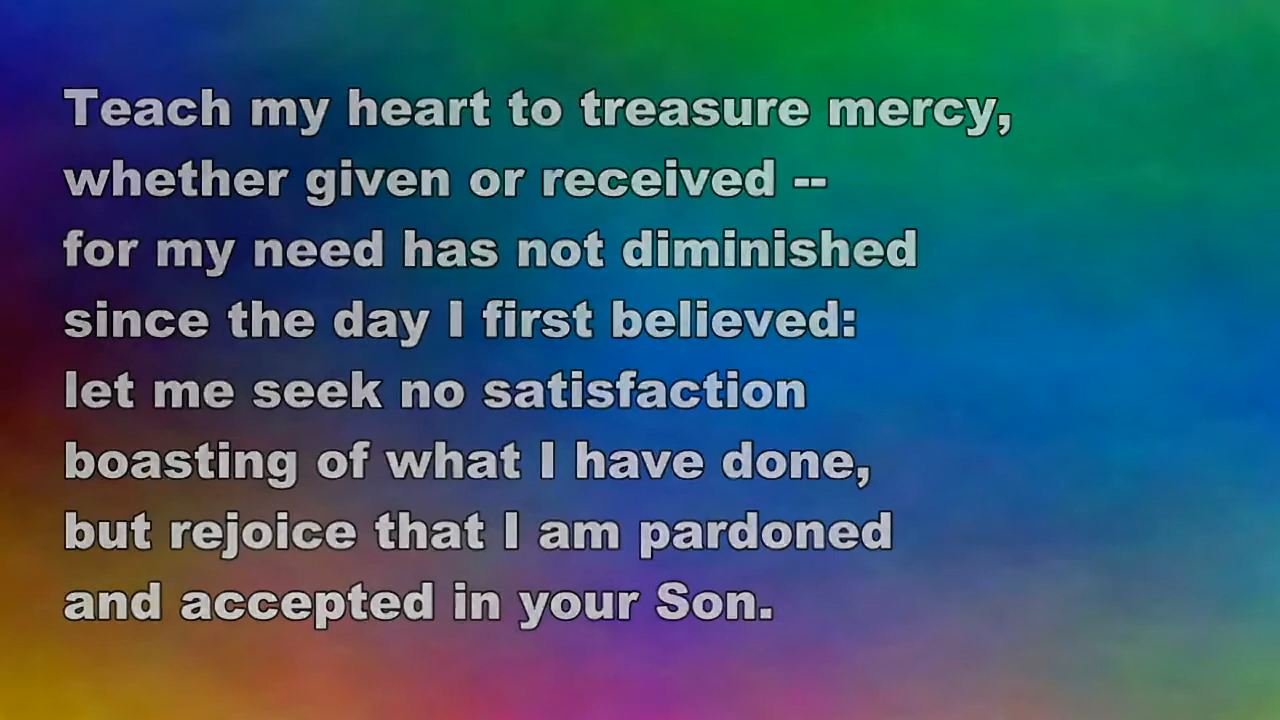 Teach my heart to treasure mercy,
whether given or received --
for my need has not diminished
since the day I first believed:
let me seek no satisfaction
boasting of what I have done,
but rejoice that I am pardoned
and accepted in your Son.